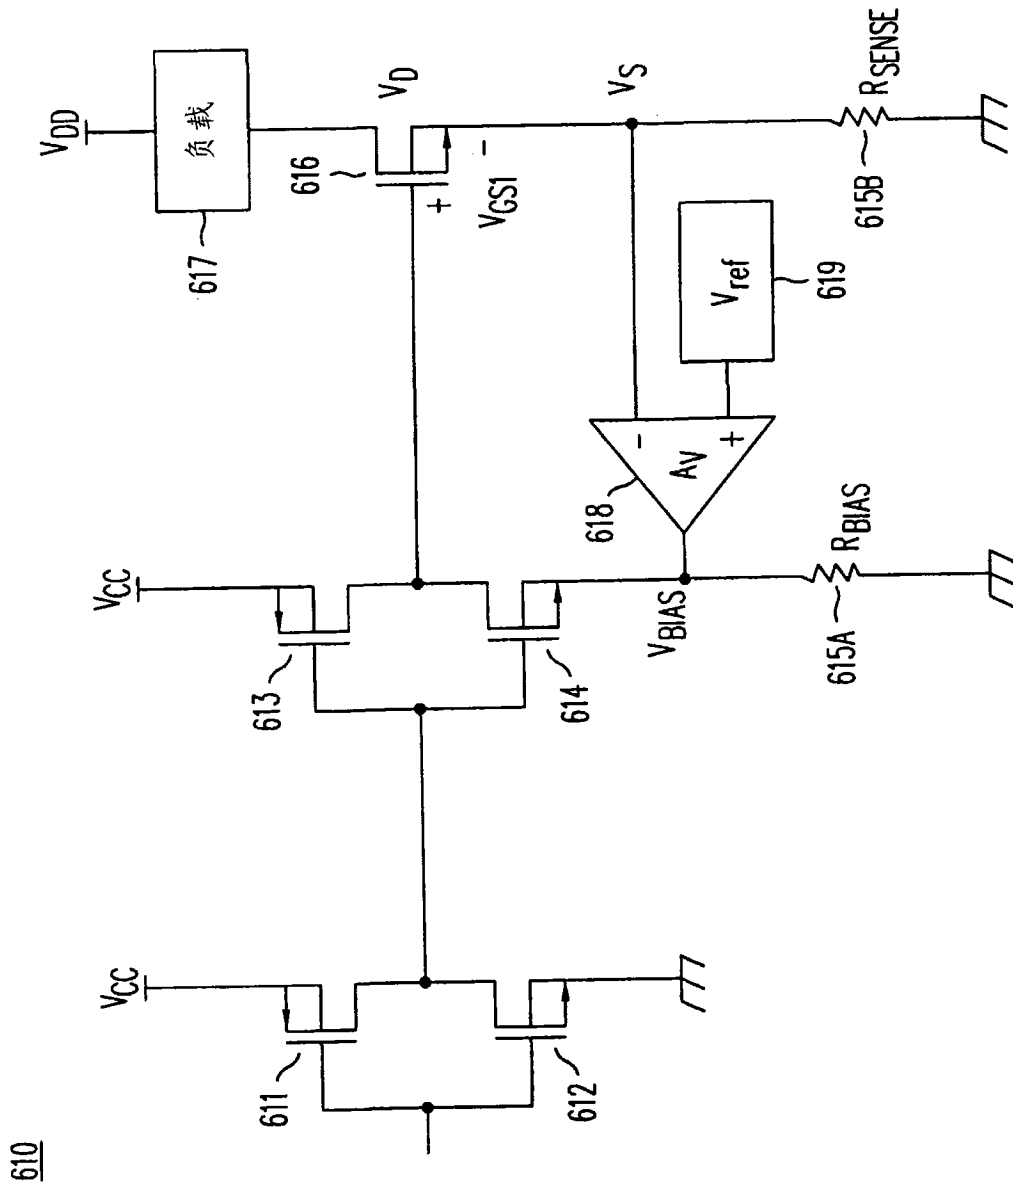 610
V_CC
611
612
V_CC
613
614
V_BIAS
615A
R_BIAS
618
A_V
-
+
V_ref
619
V_DD
负载
617
616
V_D
+
-
V_GS1
V_S
615B
R_SENSE